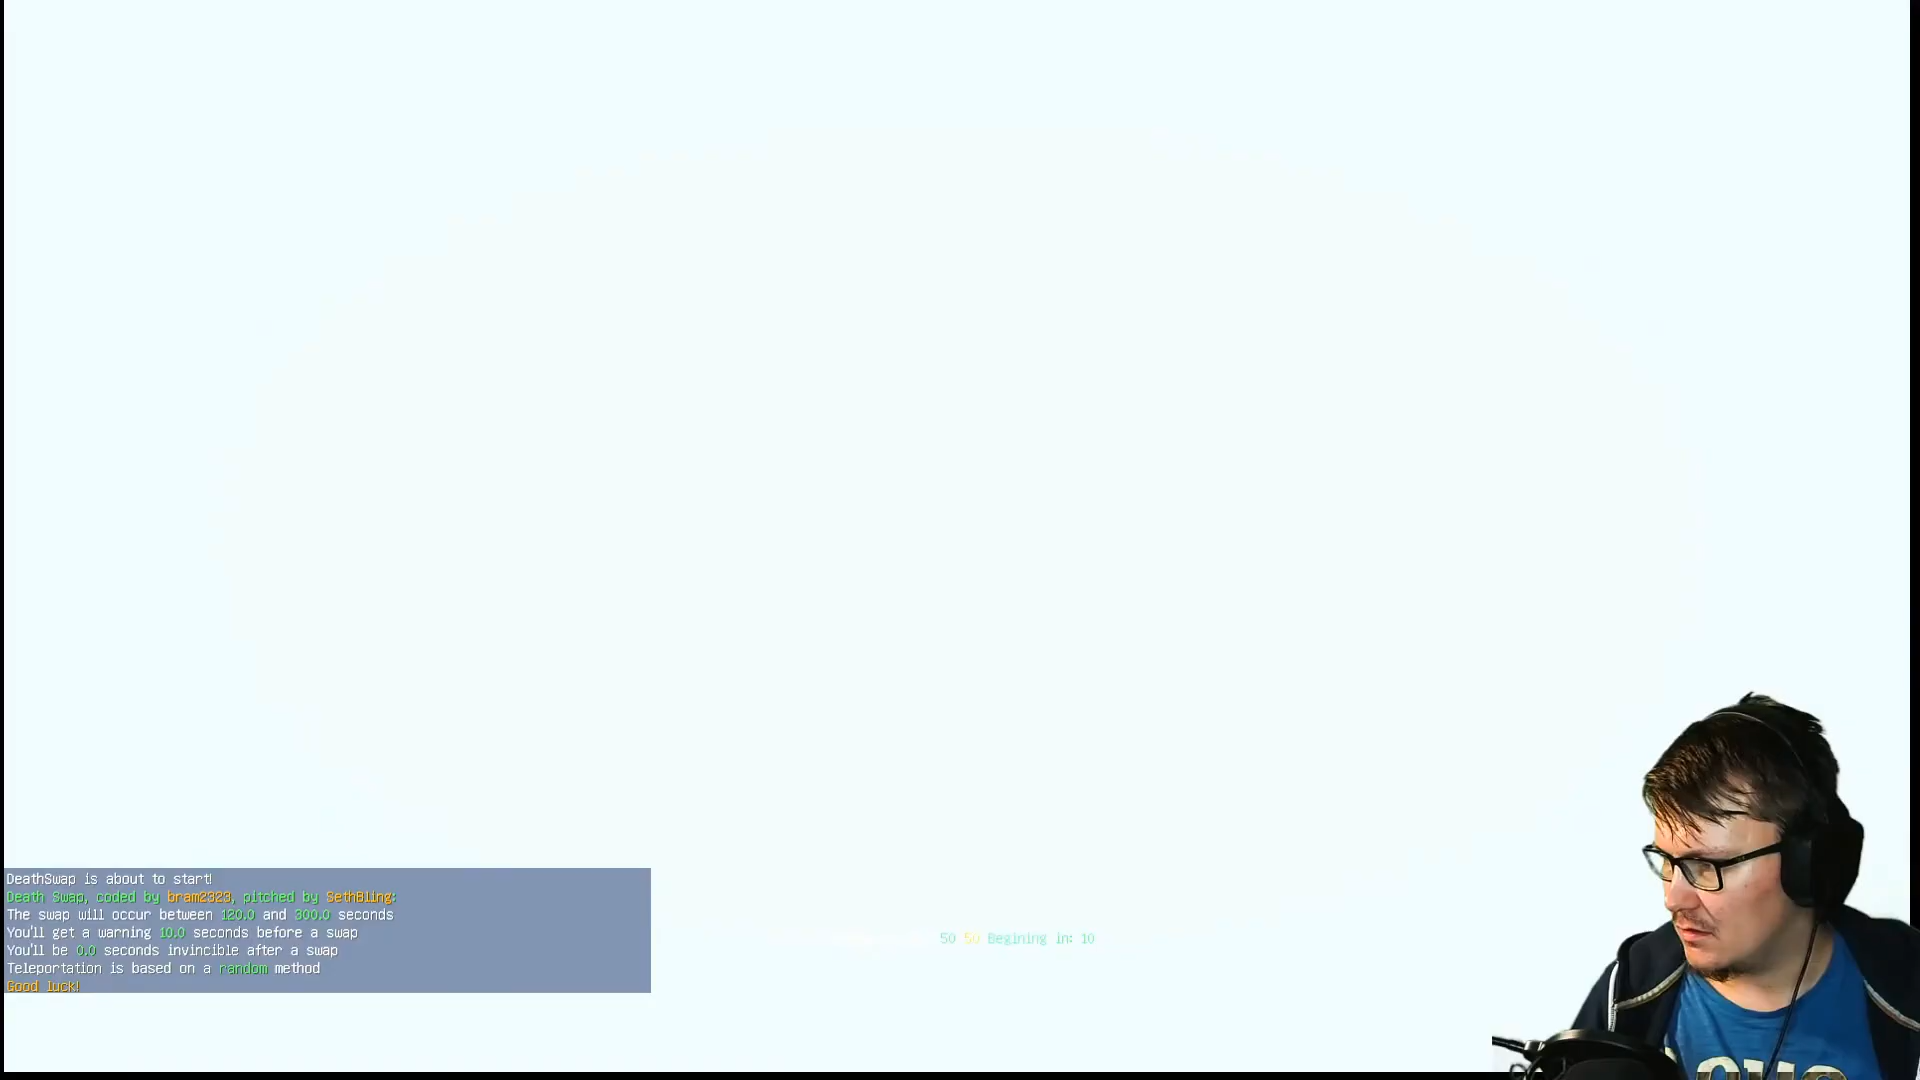 DeathSwap is about to start!
Death Swap, coded by bram2323, pitched by SethBling:
The swap will occur between 120.0 and 300.0 seconds
You'll get a warning 10.0 seconds before a swap
You'll be 0.0 seconds invincible after a swap
Teleportation is based on a random method
Good luck!
50 50 Begining in: 10